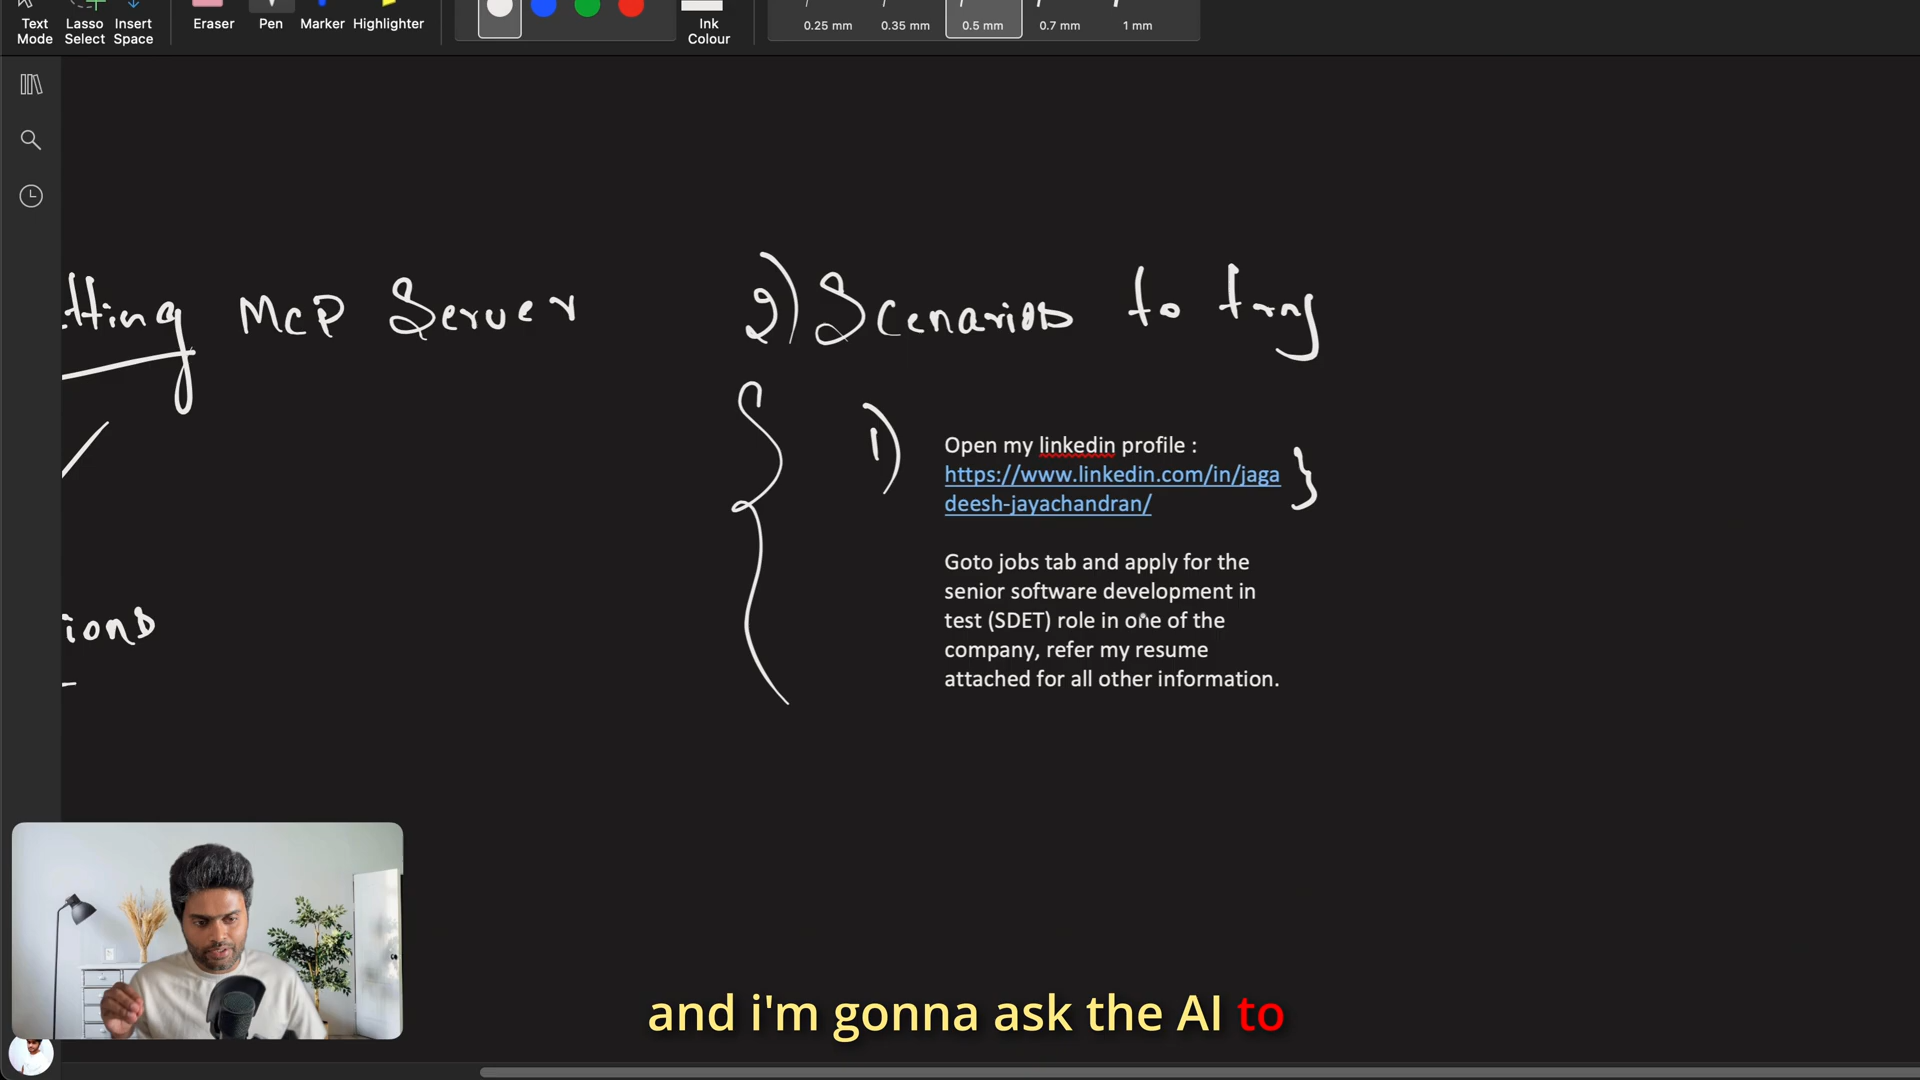 Text Mode
Lasso Select
Insert Space
Eraser
Pen
Marker
Highlighter
Ink Colour
0.25 mm
0.35 mm
0.5 mm
0.7 mm
1 mm
tting MCP Server
ions
2) Scenarios to
1)
Open my linkedin profile :
https://www.linkedin.com/in/jaga
deesh-jayachandran/
Goto jobs tab and apply for the
senior software development in
test (SDET) role in one of the
company, refer my resume
attached for all other information.
and i'm gonna ask the AI to